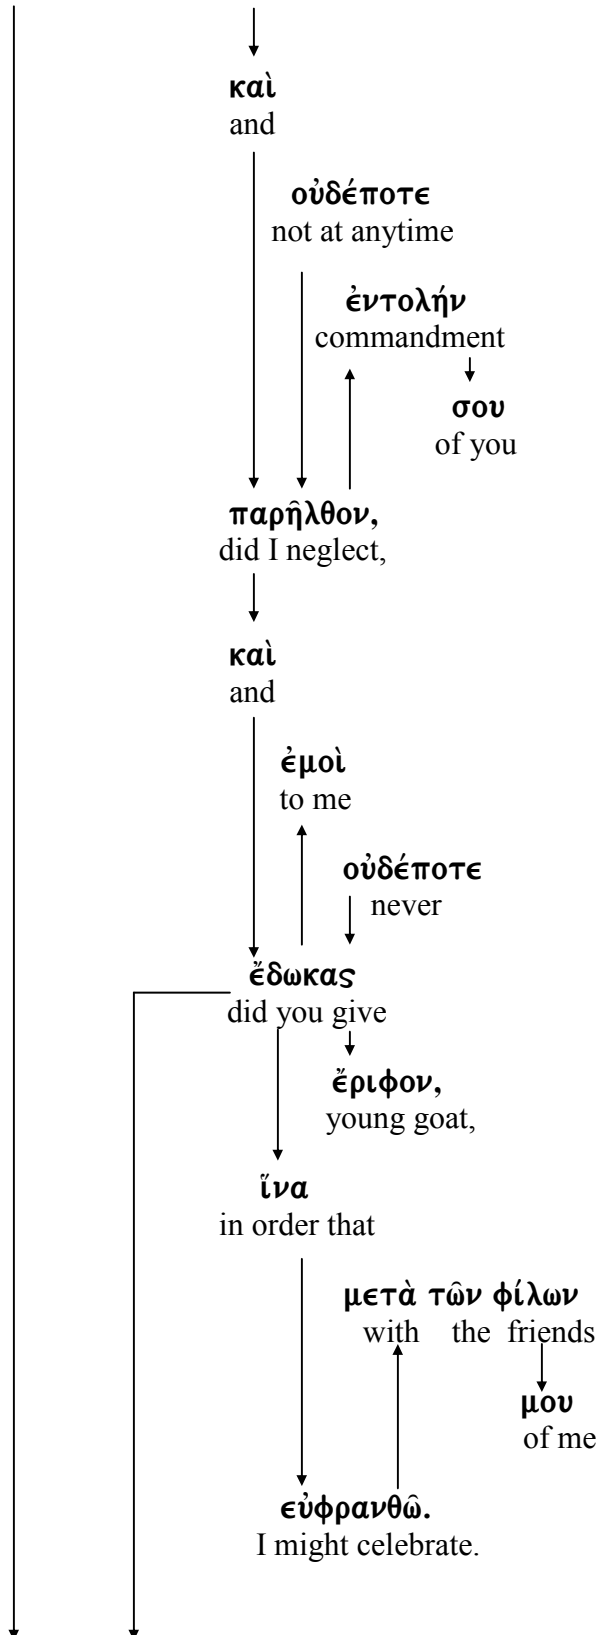 καὶ
and
οὐδέποτε
not at anytime
ἐντολήν
commandment
σου
of you
παρῆλθον,
did I neglect,
καὶ
and
ἐμοὶ
to me
οὐδέποτε
never
ἔδωκας
did you give
ἔριφον,
young goat,
ἵνα
in order that
μετὰ τῶν φίλων
with the friends
μου
of me
εὐφρανθῶ.
I might celebrate.